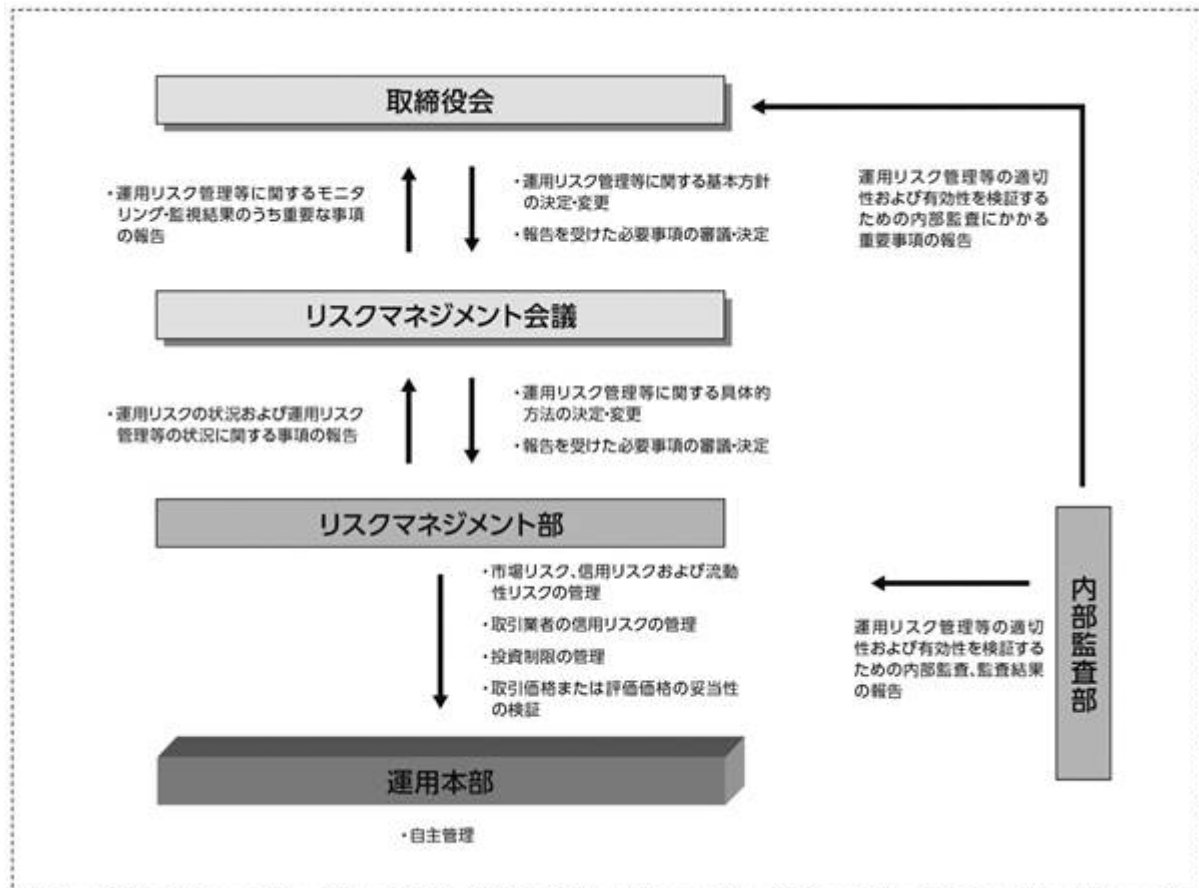 取締役会
・運用リスク管理等に関するモニタ
リング・監視結果のうち重要な事項
の報告
・運用リスク管理等に関する基本方針
の決定・変更
・報告を受けた必要事項の審議・決定
運用リスク管理等の適切
性および有効性を検証す
るための内部監査にかかる
重要事項の報告
リスクマネジメント会議
・運用リスクの状況および運用リスク
管理等の状況に関する事項の報告
・運用リスク管理等に関する具体的
方法の決定・変更
・報告を受けた必要事項の審議・決定
リスクマネジメント部
・市場リスク、信用リスクおよび流動
性リスクの管理
・取引業者の信用リスクの管理
・投資制限の管理
・取引価格または評価価格の妥当性
の検証
運用リスク管理等の適切
性および有効性を検証する
ための内部監査、監査結果
の報告
内部監査部
運用本部
・自主管理